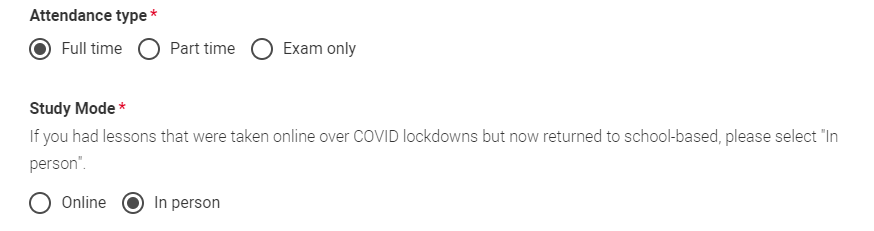 Attendance type *
Full time Part time Exam only
Study Mode *
If you had lessons that were taken online over COVID lockdowns but now returned to school-based, please select "In
person".
Online In person